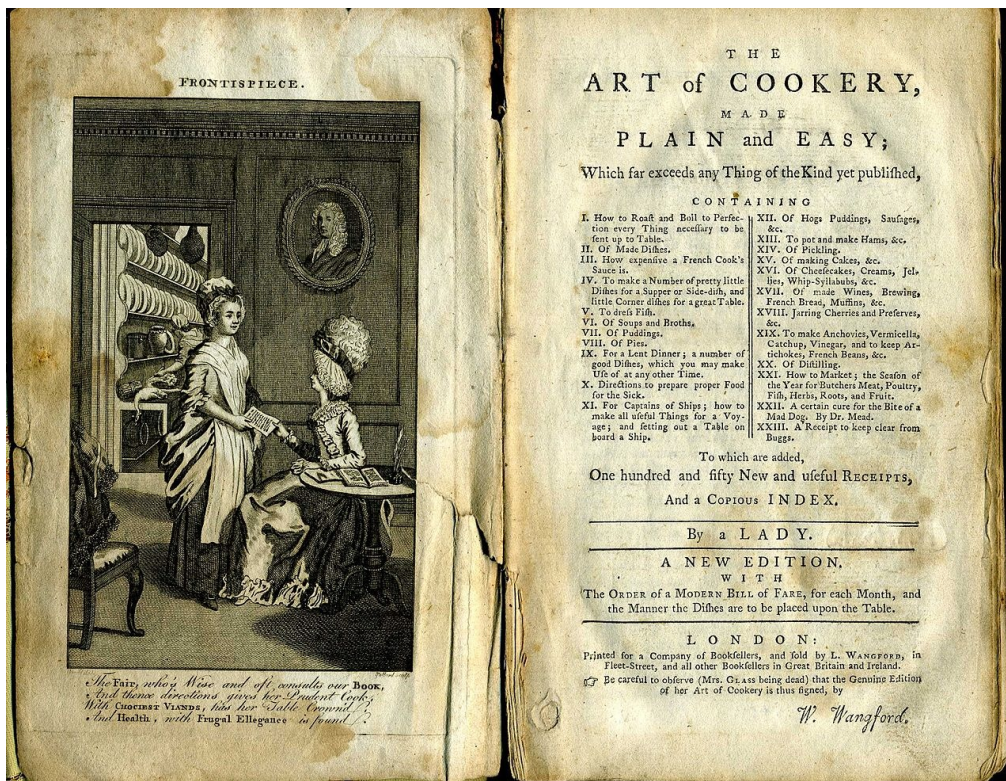 FRONTISPIECE.
The Fair, who's Wise and oft consults our BOOK,
And thence directions gives her Prudent Cook,
With CHOCIEST VIANDS, has her Table Crown'd
And Health, with Frugal Ellegance is found
THE
ART of COOKERY,
MADE
PLAIN and EASY;
Which far exceeds any Thing of the Kind yet publiſhed,
CONTAINING
I. How to Roaſt and Boil to Perfec-
tion every Thing neceſſary to be
ſent up to Table.
II. Of Made Diſhes.
III. How expenſive a French Cook's
Sauce is.
IV. To make a Number of pretty little
Diſhes for a Supper or Side-diſh, and
little Corner diſhes for a great Table.
V. To dreſs Fiſh.
VI. Of Soups and Broths.
VII. Of Puddings.
VIII. Of Pies.
IX. For a Lent Dinner; a number of
good Diſhes, which you may make
Uſe of at any other Time.
X. Directions to prepare proper Food
for the Sick.
XI. For Captains of Ships; how to
make all uſeful Things for a Voy-
age; and ſetting out a Table on
board a Ship.
XII. Of Hogs Puddings, Sauſages,
&c.
XIII. To pot and make Hams, &c.
XIV. Of Pickling.
XV. Of making Cakes, &c.
XVI. Of Cheeſecakes, Creams, Jel-
lies, Whip-Syllabubs, &c.
XVII. Of made Wines, Brewing,
French Bread, Muffins, &c.
XVIII. Jarring Cherries and Preſerves,
&c.
XIX. To make Anchovies, Vermicella,
Catchup, Vinegar, and to keep Ar-
tichokes, French Beans, &c.
XX. Of Diſtilling.
XXI. How to Market; the Seaſon of
the Year for Butchers Meat, Poultry,
Fiſh, Herbs, Roots, and Fruit.
XXII. A certain cure for the Bite of a
Mad Dog. By Dr. Mead.
XXIII. A Receipt to keep clear from
Buggs.
To which are added,
One hundred and fifty New and uſeful RECEIPTS,
And a COPIOUS INDEX.
By a LADY.
A NEW EDITION.
WITH
The ORDER of a MODERN BILL of FARE, for each Month, and
the Manner the Diſhes are to be placed upon the Table.
LONDON:
Printed for a Company of Bookſellers, and ſold by L. WANGFORD, in
Fleet-Street, and all other Bookſellers in Great Britain and Ireland.
☞ Be careful to obſerve (Mrs. GLASS being dead) that the Genuine Edition
of her Art of Cookery is thus ſigned, by
W. Wangford.